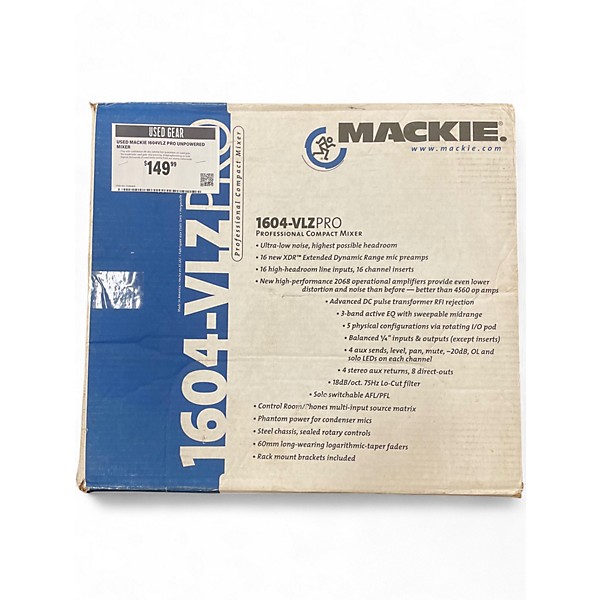 USED GEAR
USED MACKIE 1604VLZ PRO UNPOWERED
MIXER
$149⁹⁹
1604-VLZPRO
Professional Compact Mixer
MACKIE.
www.mackie.com
1604-VLZPRO
PROFESSIONAL COMPACT MIXER
• Ultra-low noise, highest possible headroom
• 16 new XDR™ Extended Dynamic Range mic preamps
• 16 high-headroom line inputs, 16 channel inserts
• New high-performance 2068 operational amplifiers provide even lower
distortion and noise than before — better than 4560 op amps
• Advanced DC pulse transformer RFI rejection
• 3-band active EQ with sweepable midrange
• 5 physical configurations via rotating I/O pod
• Balanced ¼" inputs & outputs (except inserts)
• 4 aux sends, level, pan, mute, –20dB, OL and
solo LEDs on each channel
• 4 stereo aux returns, 8 direct-outs
• 18dB/oct. 75Hz Lo-Cut filter
• Solo switchable AFL/PFL
• Control Room/Phones multi-input source matrix
• Phantom power for condenser mics
• Steel chassis, sealed rotary controls
• 60mm long-wearing logarithmic-taper faders
• Rack mount brackets included